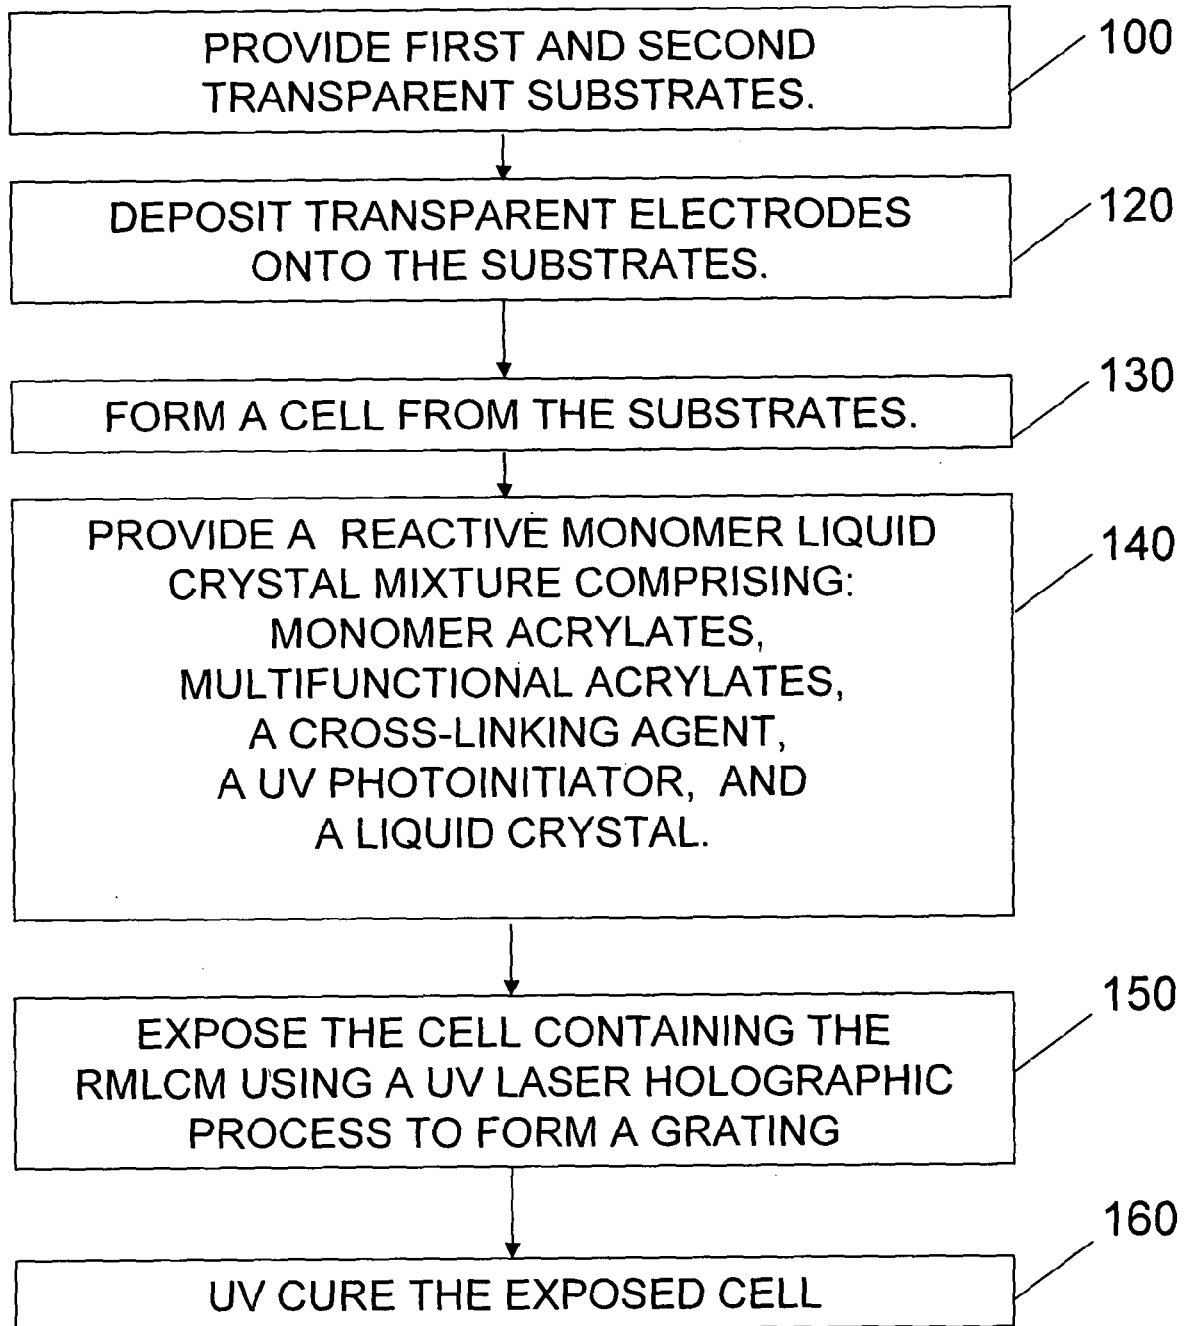 PROVIDE FIRST AND SECOND
TRANSPARENT SUBSTRATES.
100
DEPOSIT TRANSPARENT ELECTRODES
ONTO THE SUBSTRATES.
120
FORM A CELL FROM THE SUBSTRATES.
130
PROVIDE A REACTIVE MONOMER LIQUID
CRYSTAL MIXTURE COMPRISING:
MONOMER ACRYLATES,
MULTIFUNCTIONAL ACRYLATES,
A CROSS-LINKING AGENT,
A UV PHOTOINITIATOR, AND
A LIQUID CRYSTAL.
140
EXPOSE THE CELL CONTAINING THE
RMLCM USING A UV LASER HOLOGRAPHIC
PROCESS TO FORM A GRATING
150
UV CURE THE EXPOSED CELL
160